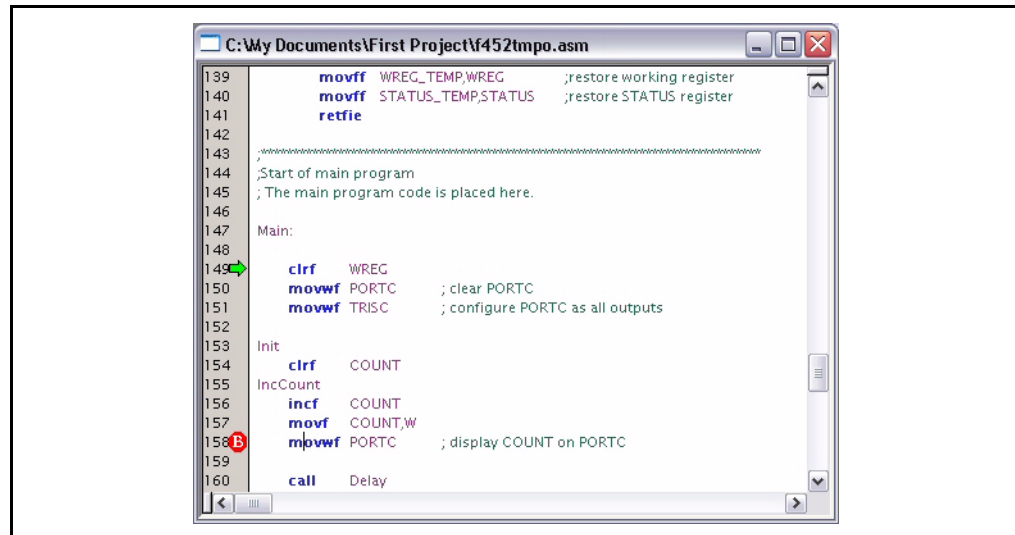 C:\My Documents\First Project\f452tmpo.asm
139 movff WREG_TEMP,WREG ;restore working register
140 movff STATUS_TEMP,STATUS ;restore STATUS register
141 retfie
142
143
144 ;Start of main program
145 ; The main program code is placed here.
146
147 Main:
148
149 clrf WREG
150 movwf PORTC ; clear PORTC
151 movwf TRISC ; configure PORTC as all outputs
152
153 Init
154 clrf COUNT
155 IncCount
156 incf COUNT
157 movf COUNT,W
158 B movwf PORTC ; display COUNT on PORTC
159
160 call Delay